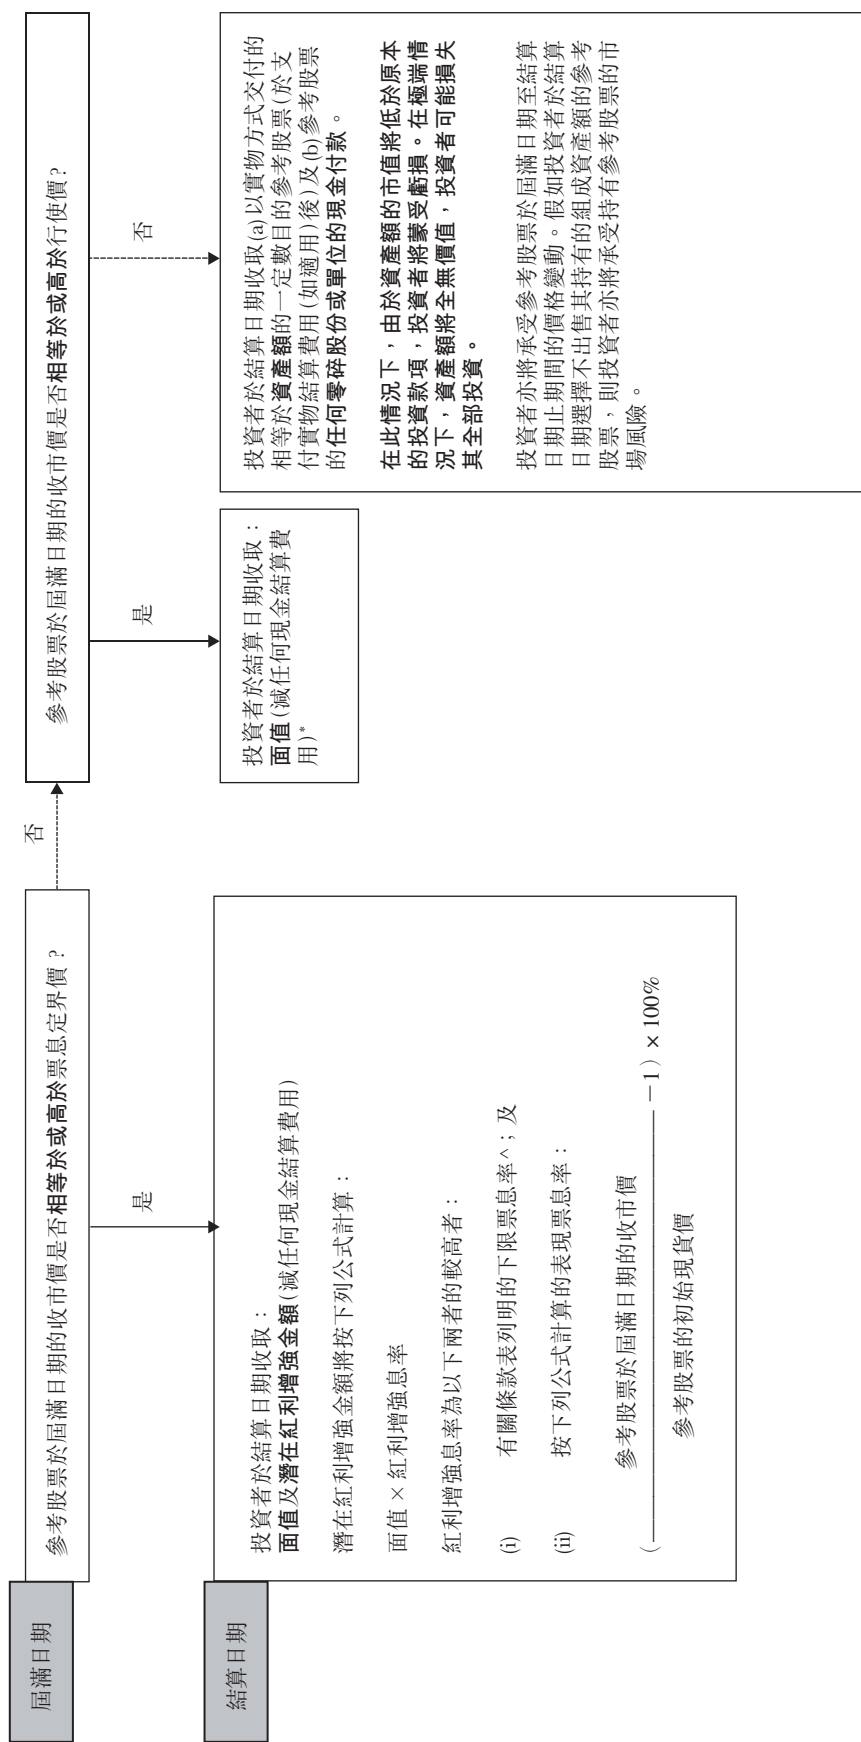 屆滿日期
參考股票於屆滿日期的收市價是否相等於或高於票息定界價？
否
參考股票於屆滿日期的收市價是否相等於或高於行使價？
是
是
否
結算日期
投資者於結算日期收取：
面值及潛在紅利增強金額(減任何現金結算費用)
潛在紅利增強金額將按下列公式計算：
面值 × 紅利增強息率
紅利增強息率為以下兩者的較高者：
(i) 有關條款表列明的下限票息率^；及
(ii) 按下列公式計算的表現票息率：
參考股票於屆滿日期的收市價
( —1 ) × 100%
參考股票的初始現貨價
投資者於結算日期收取：
面值(減任何現金結算費
用)*
投資者於結算日期收取(a)以實物方式交付的
相等於資產額的一定數目的參考股票(於支
付實物結算費用(如適用)後)及(b)參考股票
的任何零碎股份或單位的現金付款。
在此情況下，由於資產額的市值將低於原本
的投資款項，投資者將蒙受虧損。在極端情
況下，資產額將全無價值，投資者可能損失
其全部投資。
投資者亦將承受參考股票於屆滿日期至結算
日期止期間的價格變動。假如投資者於結算
日期選擇不出售其持有的組成資產額的參考
股票，則投資者亦將承受持有參考股票的市
場風險。